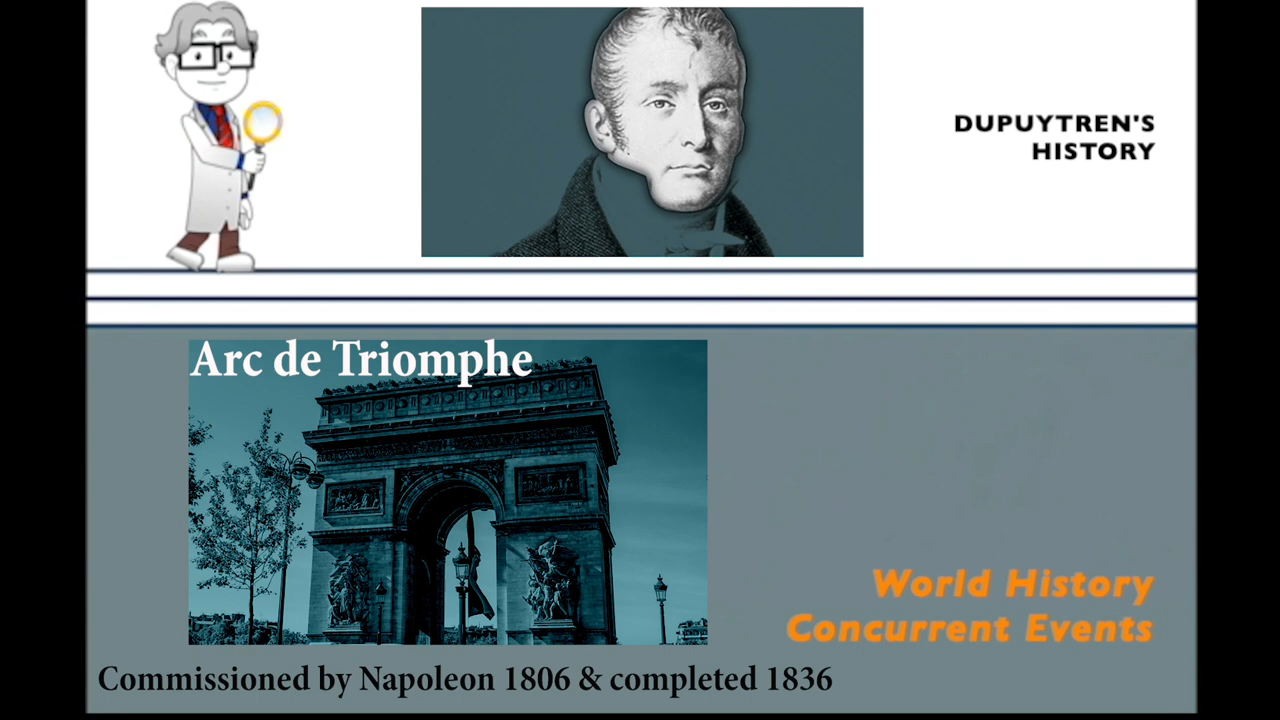 DUPUYTREN'S
HISTORY
Arc de Triomphe
World History
Concurrent Events
Commissioned by Napoleon 1806 & completed 1836